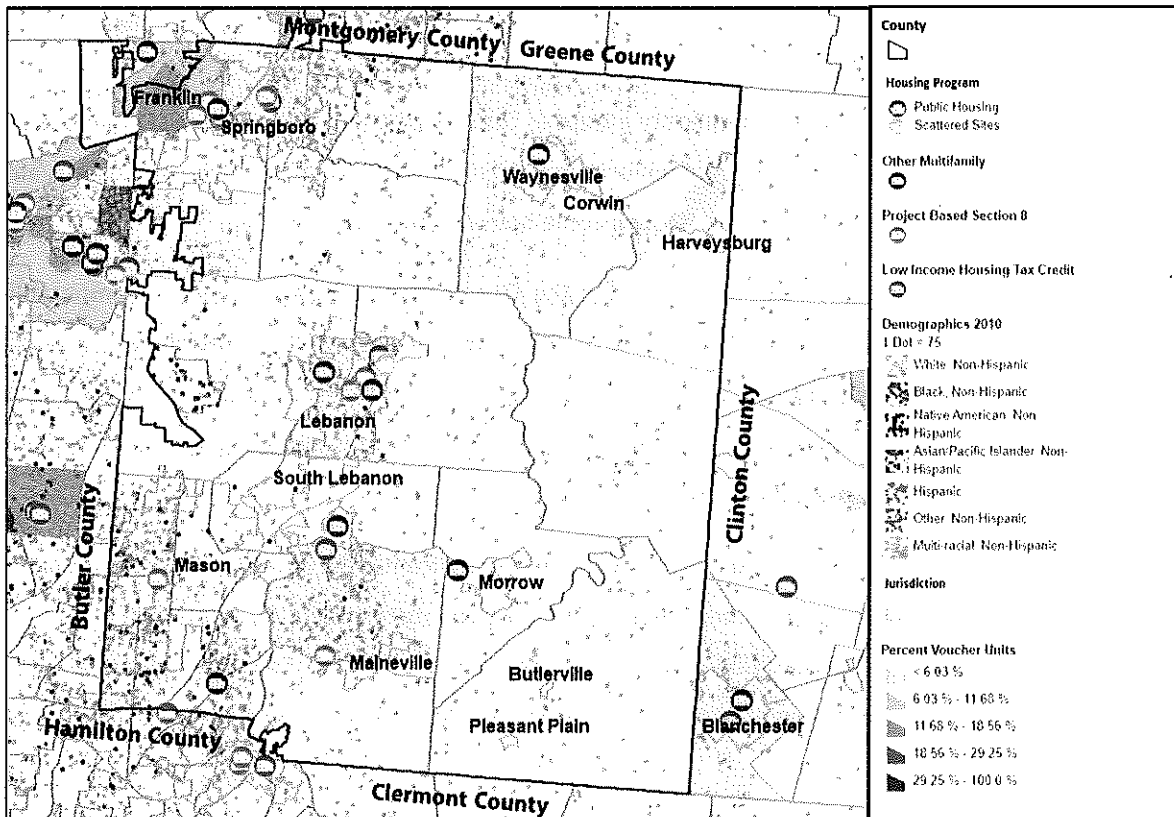 Montgomery County
Greene County
Franklin
Springboro
Waynesville
Corwin
Harveysburg
Lebanon
South Lebanon
Clinton County
Butler County
Mason
Morrow
Maineville
Butlerville
Pleasant Plain
Blanchester
Hamilton County
Clermont County
County
Housing Program
Public Housing
Scattered Sites
Other Multifamily
Project Based Section 8
Low Income Housing Tax Credit
Demographics 2010
1 Dot = 75
White, Non-Hispanic
Black, Non-Hispanic
Native American, Non-
Hispanic
Asian/Pacific Islander, Non-
Hispanic
Hispanic
Other, Non-Hispanic
Multi-racial, Non-Hispanic
Jurisdiction
Percent Voucher Units
< 6.03 %
6.03 % - 11.68 %
11.68 % - 18.56 %
18.56 % - 29.25 %
29.25 % - 100.0 %